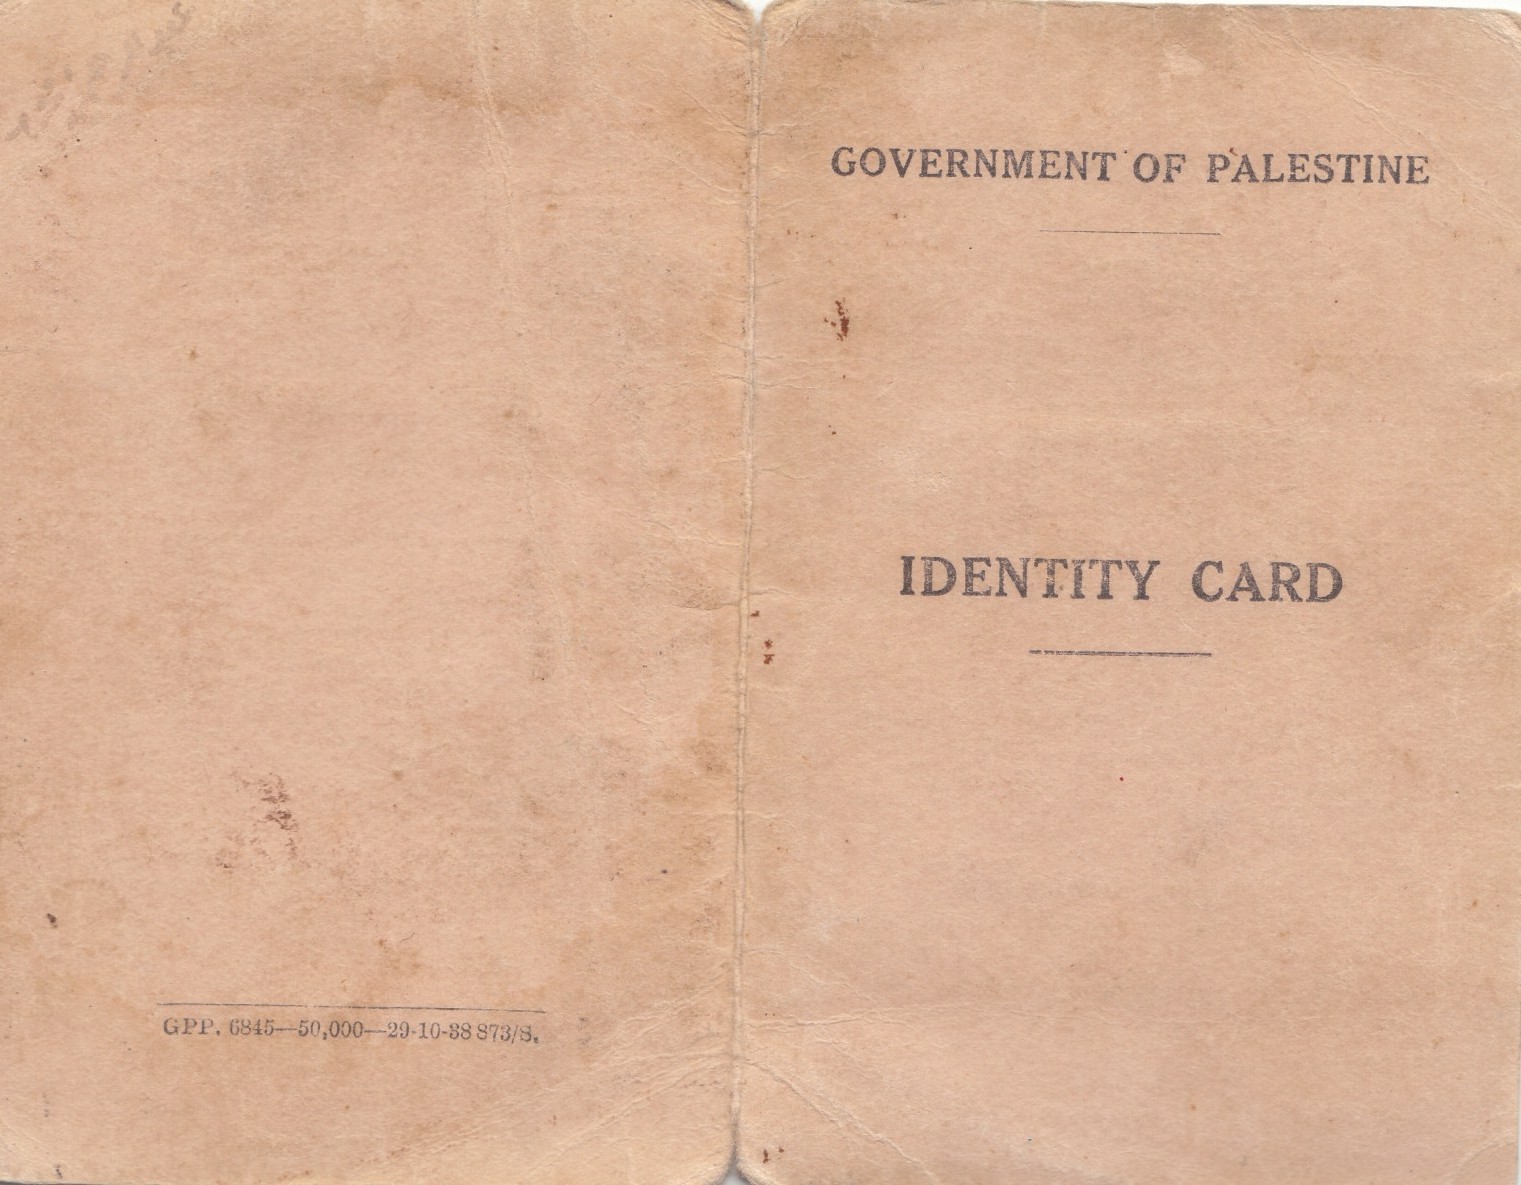 GOVERNMENT OF PALESTINE
IDENTITY CARD
GPP. 6845—50,000—29-10-38 873/S.